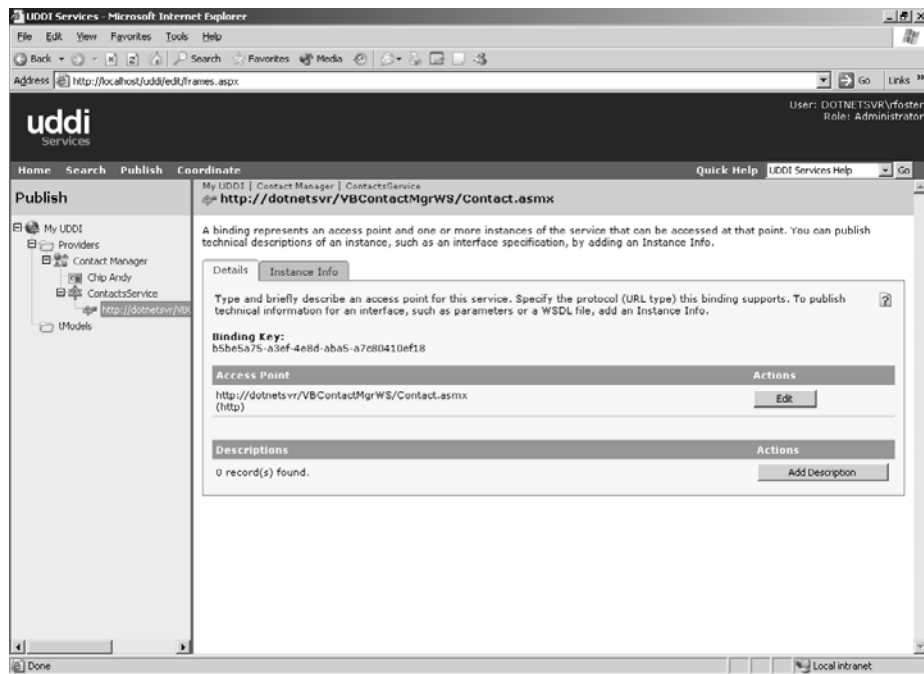 UDDI Services - Microsoft Internet Explorer
File Edit View Favorites Tools Help
Back Search Favorites Media
Address http://localhost/uddi/edit/frames.aspx Go Links »
User: DOTNETSVR\rfoster
Role: Administrator
uddi
Services
Home Search Publish Coordinate Quick Help UDDI Services Help Go
Publish
My UDDI
Providers
Contact Manager
Chip Andy
ContactsService
http://dotnetsvr/VBC
tModels
My UDDI | Contact Manager | ContactsService
http://dotnetsvr/VBContactMgrWS/Contact.asmx
A binding represents an access point and one or more instances of the service that can be accessed at that point. You can publish
technical descriptions of an instance, such as an interface specification, by adding an Instance Info.
Details Instance Info
Type and briefly describe an access point for this service. Specify the protocol (URL type) this binding supports. To publish
technical information for an interface, such as parameters or a WSDL file, add an Instance Info.
Binding Key:
b5be5a75-a3ef-4e8d-aba5-a7c80410ef18
Access Point Actions
http://dotnetsvr/VBContactMgrWS/Contact.asmx
(http)
Edit
Descriptions Actions
0 record(s) found. Add Description
Done Local intranet